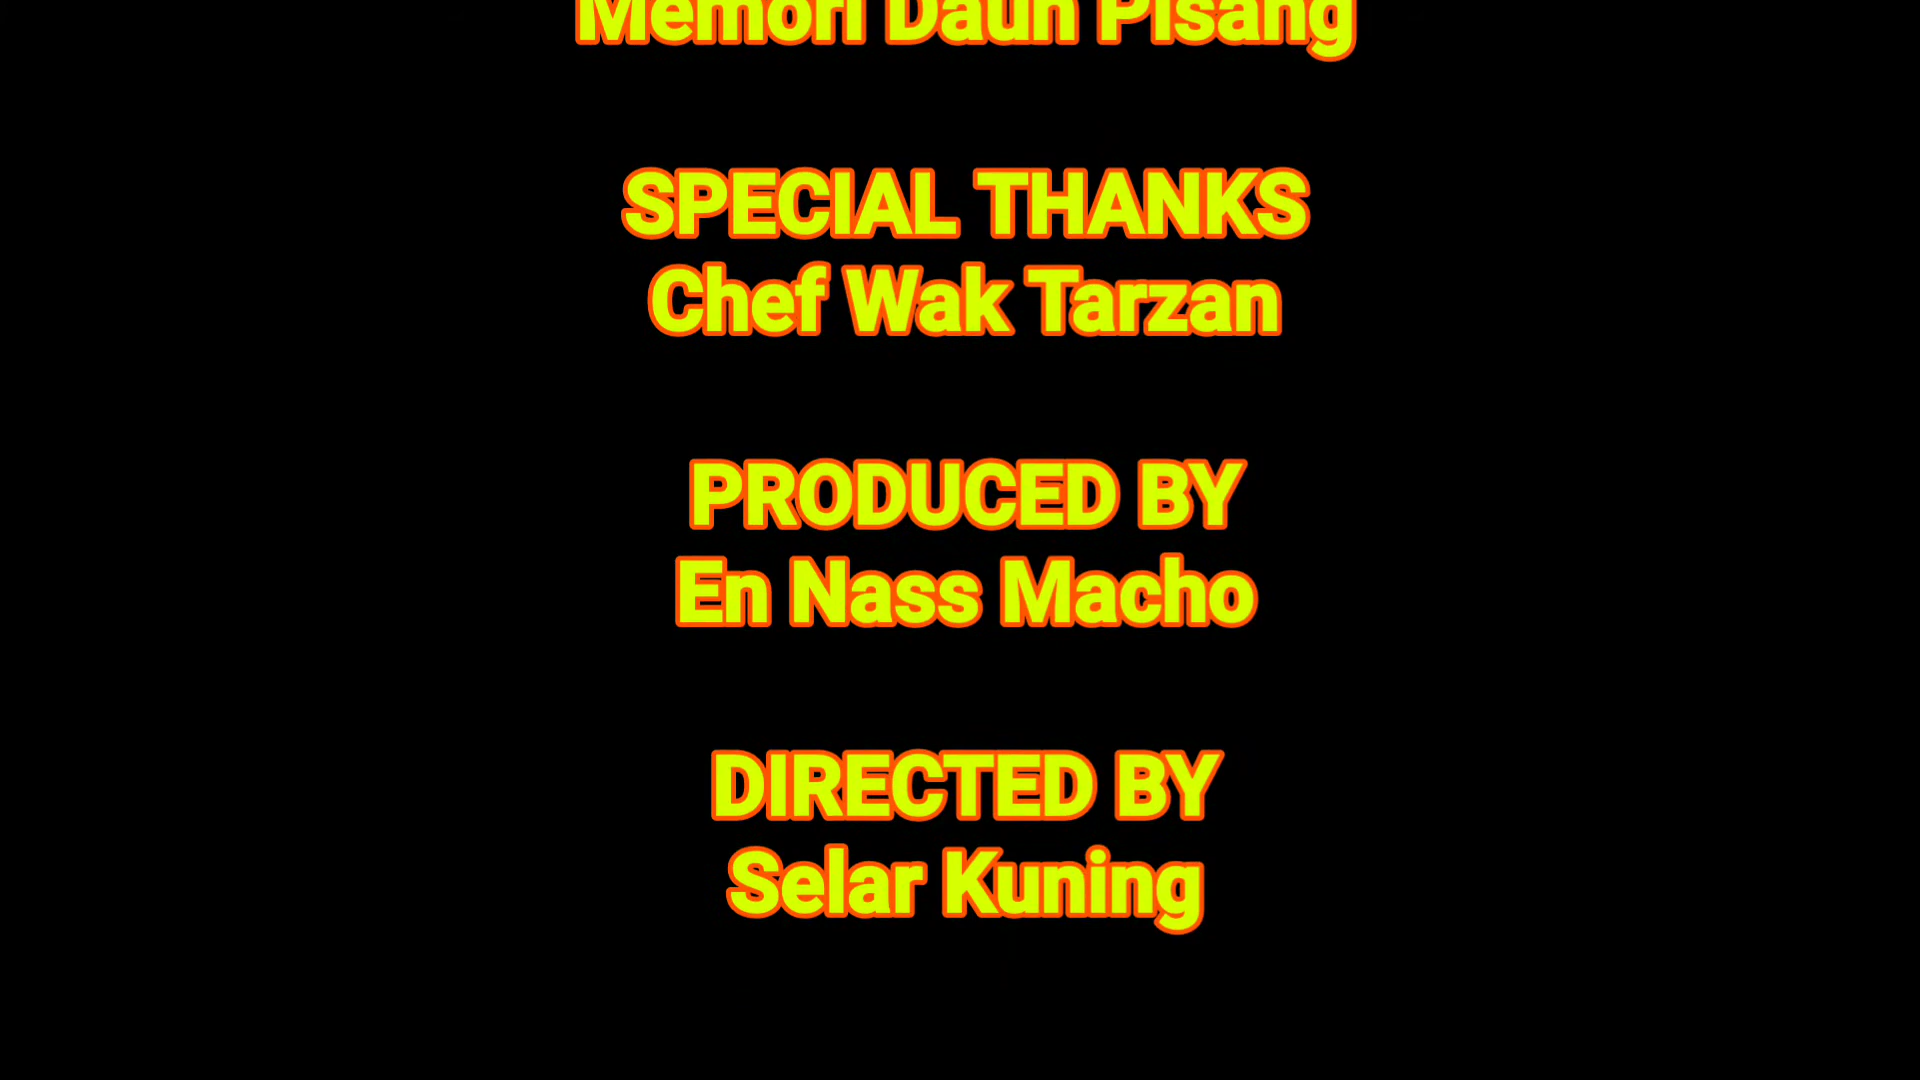 Memori Daun Pisang
SPECIAL THANKS
Chef Wak Tarzan
PRODUCED BY
En Nass Macho
DIRECTED BY
Selar Kuning